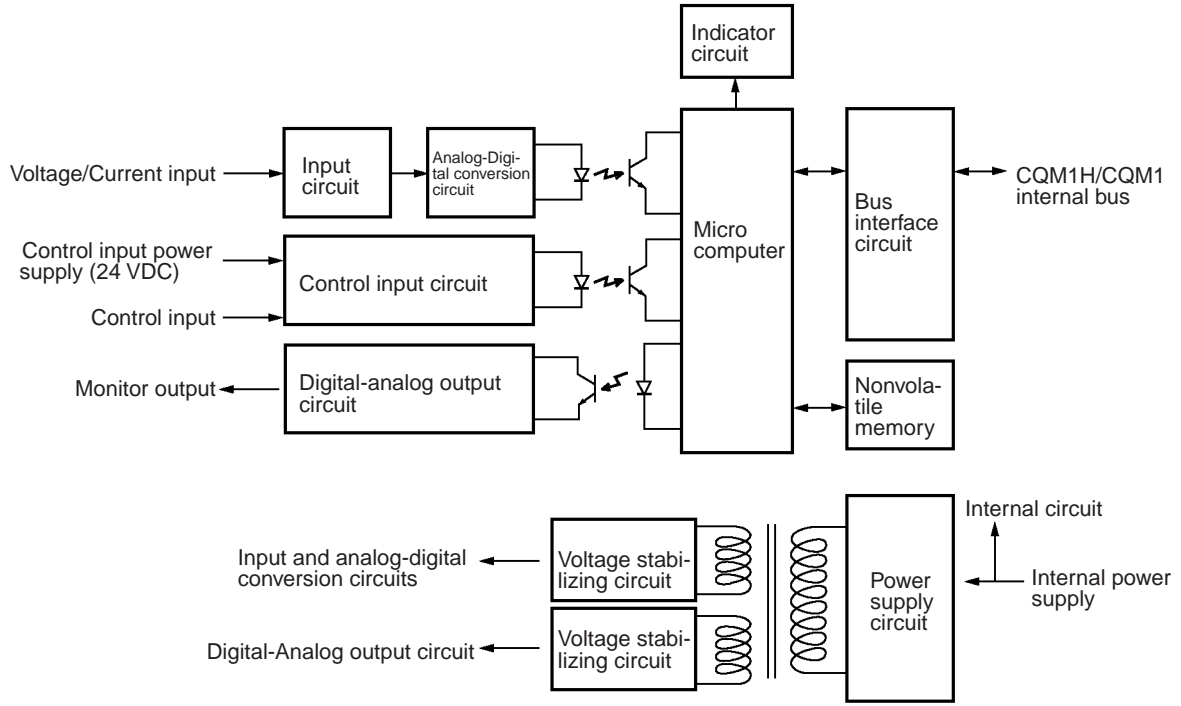 Indicator
circuit
Voltage/Current input
Input
circuit
Analog-Digi-
tal conversion
circuit
Micro
computer
Bus
interface
circuit
CQM1H/CQM1
internal bus
Control input power
supply (24 VDC)
Control input circuit
Control input
Monitor output
Digital-analog output
circuit
Nonvola-
tile
memory
Input and analog-digital
conversion circuits
Voltage stabi-
lizing circuit
Power
supply
circuit
Internal circuit
Internal power
supply
Digital-Analog output circuit
Voltage stabi-
lizing circuit